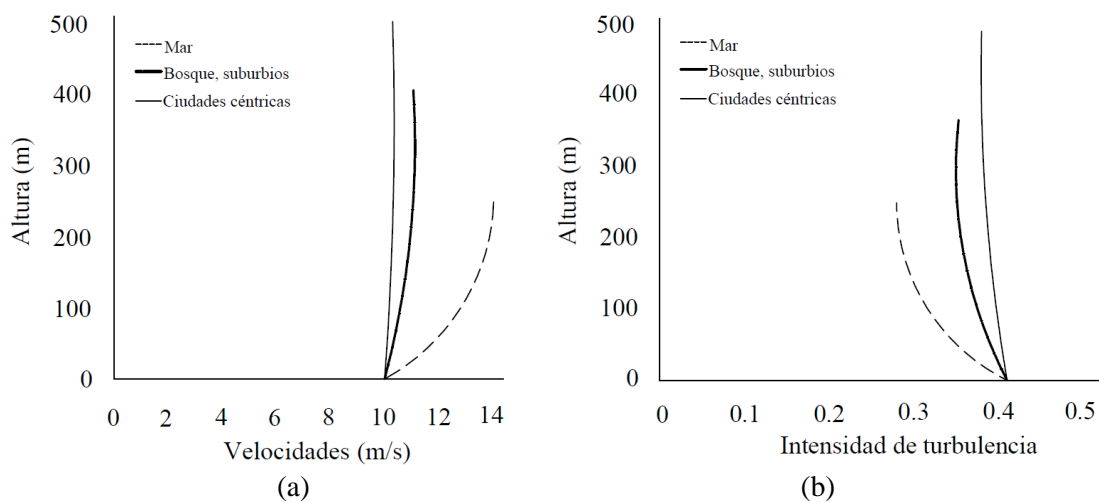 500
400
300
200
100
0
Altura (m)
Mar
Bosque, suburbios
Ciudades céntricas
0 2 4 6 8 10 12 14
Velocidades (m/s)
(a)
500
400
300
200
100
0
Altura (m)
Mar
Bosque, suburbios
Ciudades céntricas
0 0.1 0.2 0.3 0.4 0.5
Intensidad de turbulencia
(b)